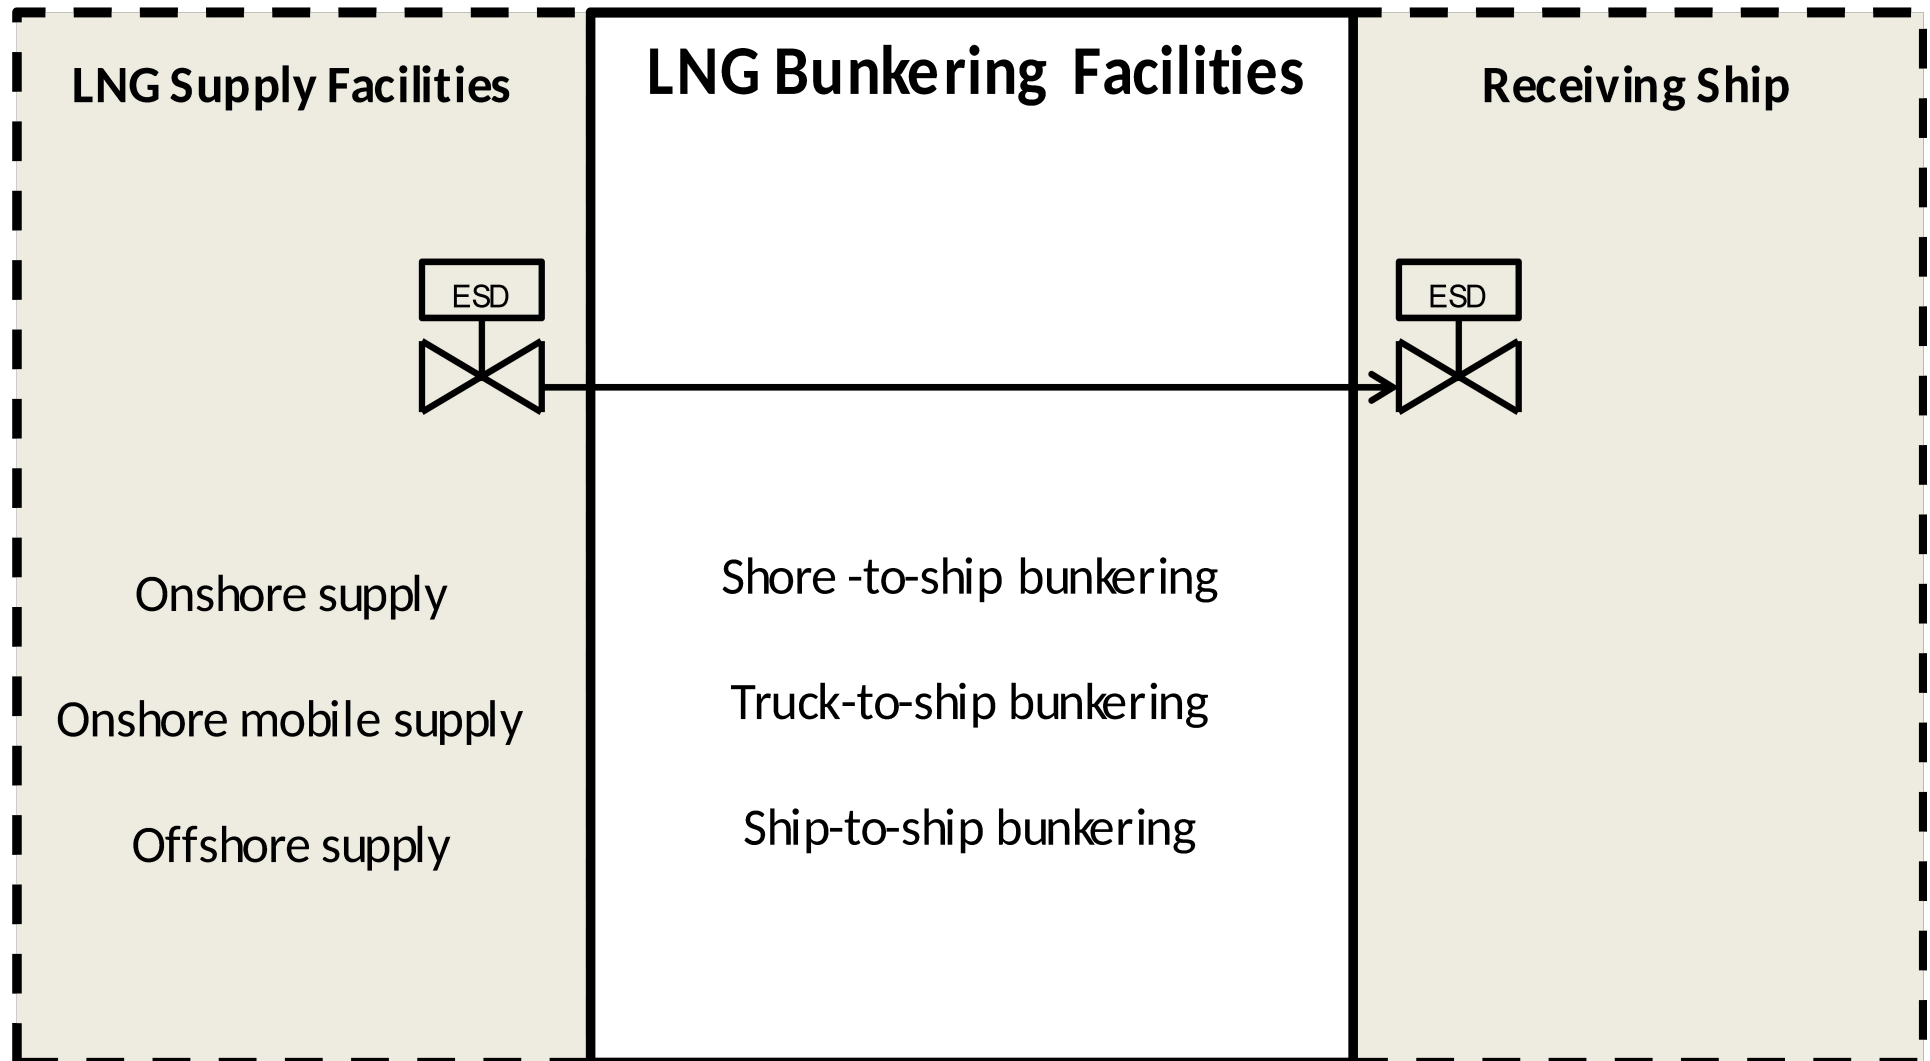 LNG Supply Facilities
LNG Bunkering Facilities
Receiving Ship
ESD
ESD
Onshore supply
Onshore mobile supply
Offshore supply
Shore -to-ship bunkering
Truck-to-ship bunkering
Ship-to-ship bunkering